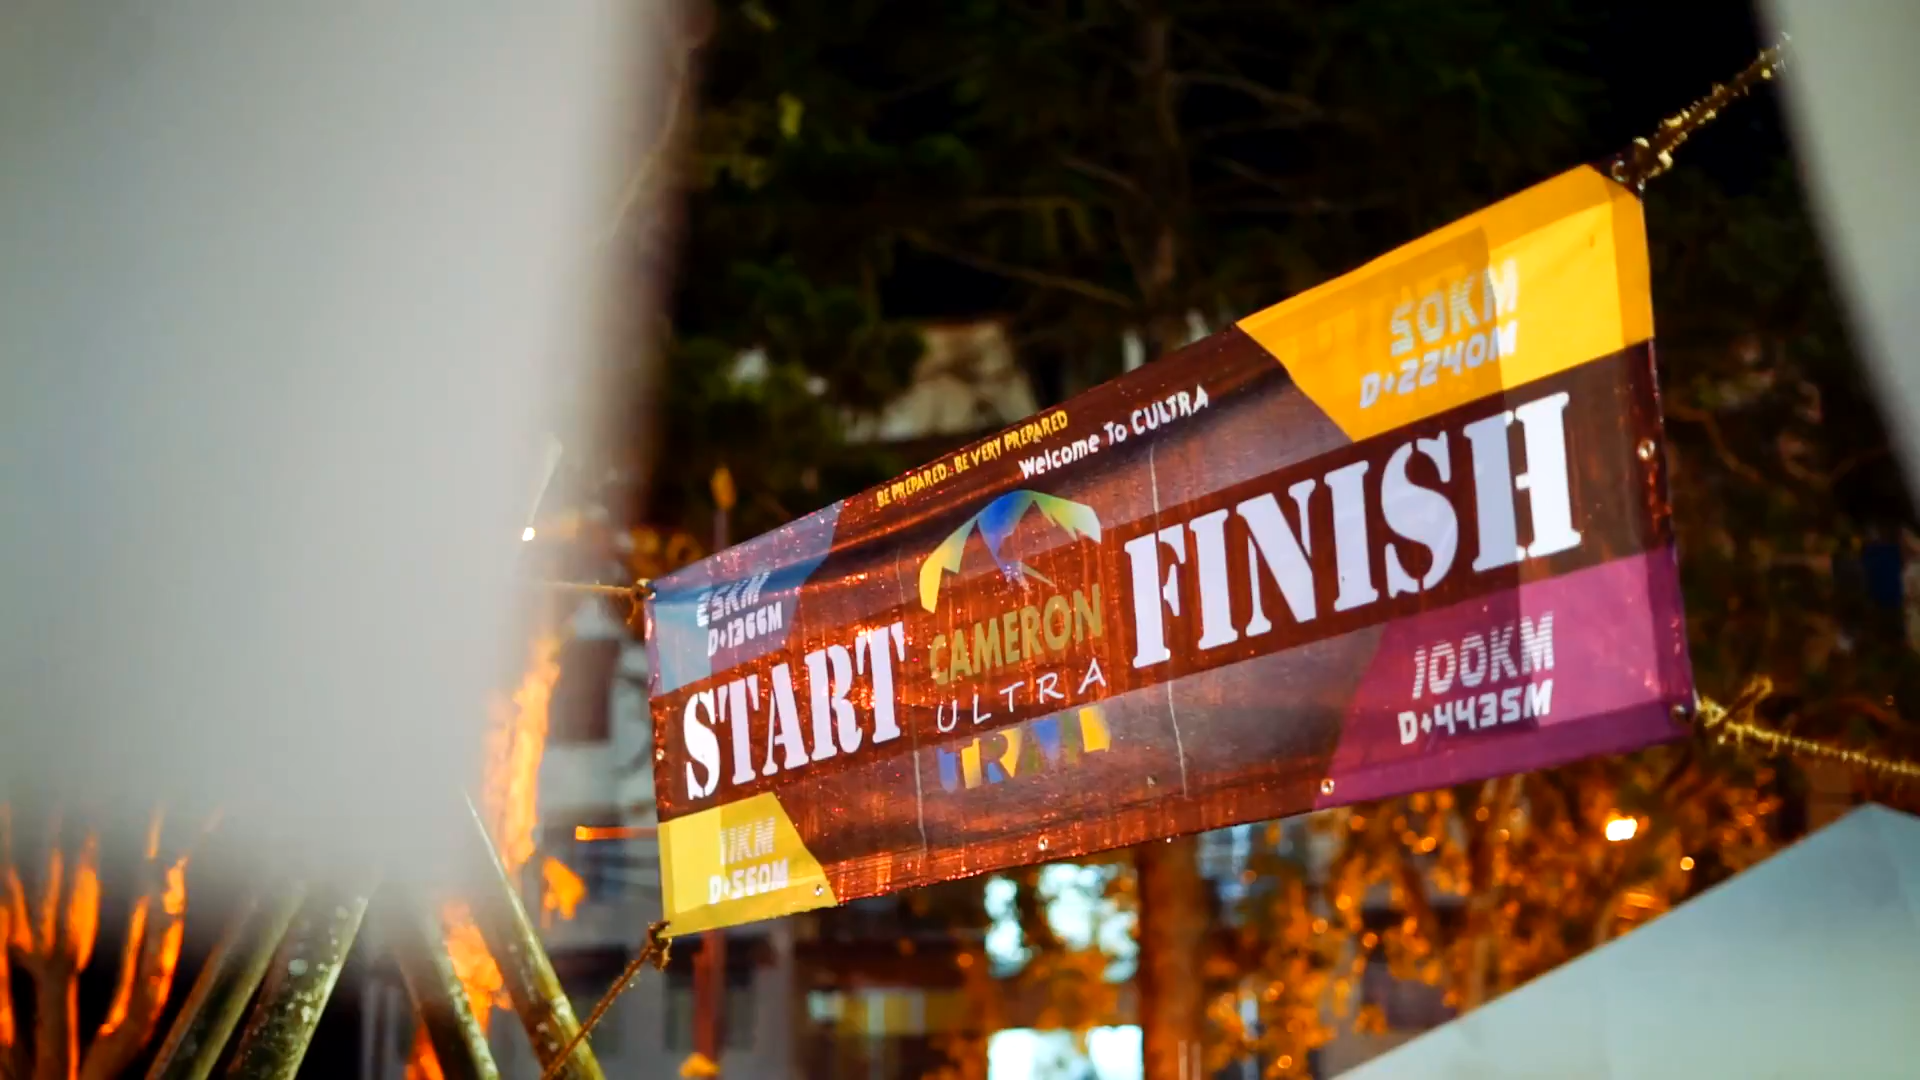 BE PREPARED. BE VERY PREPARED
Welcome To CULTRA
50KM
D+2240M
25KM
D+1366M
START
CAMERON
ULTRA
TRAIL
FINISH
11KM
D+560M
100KM
D+4435M